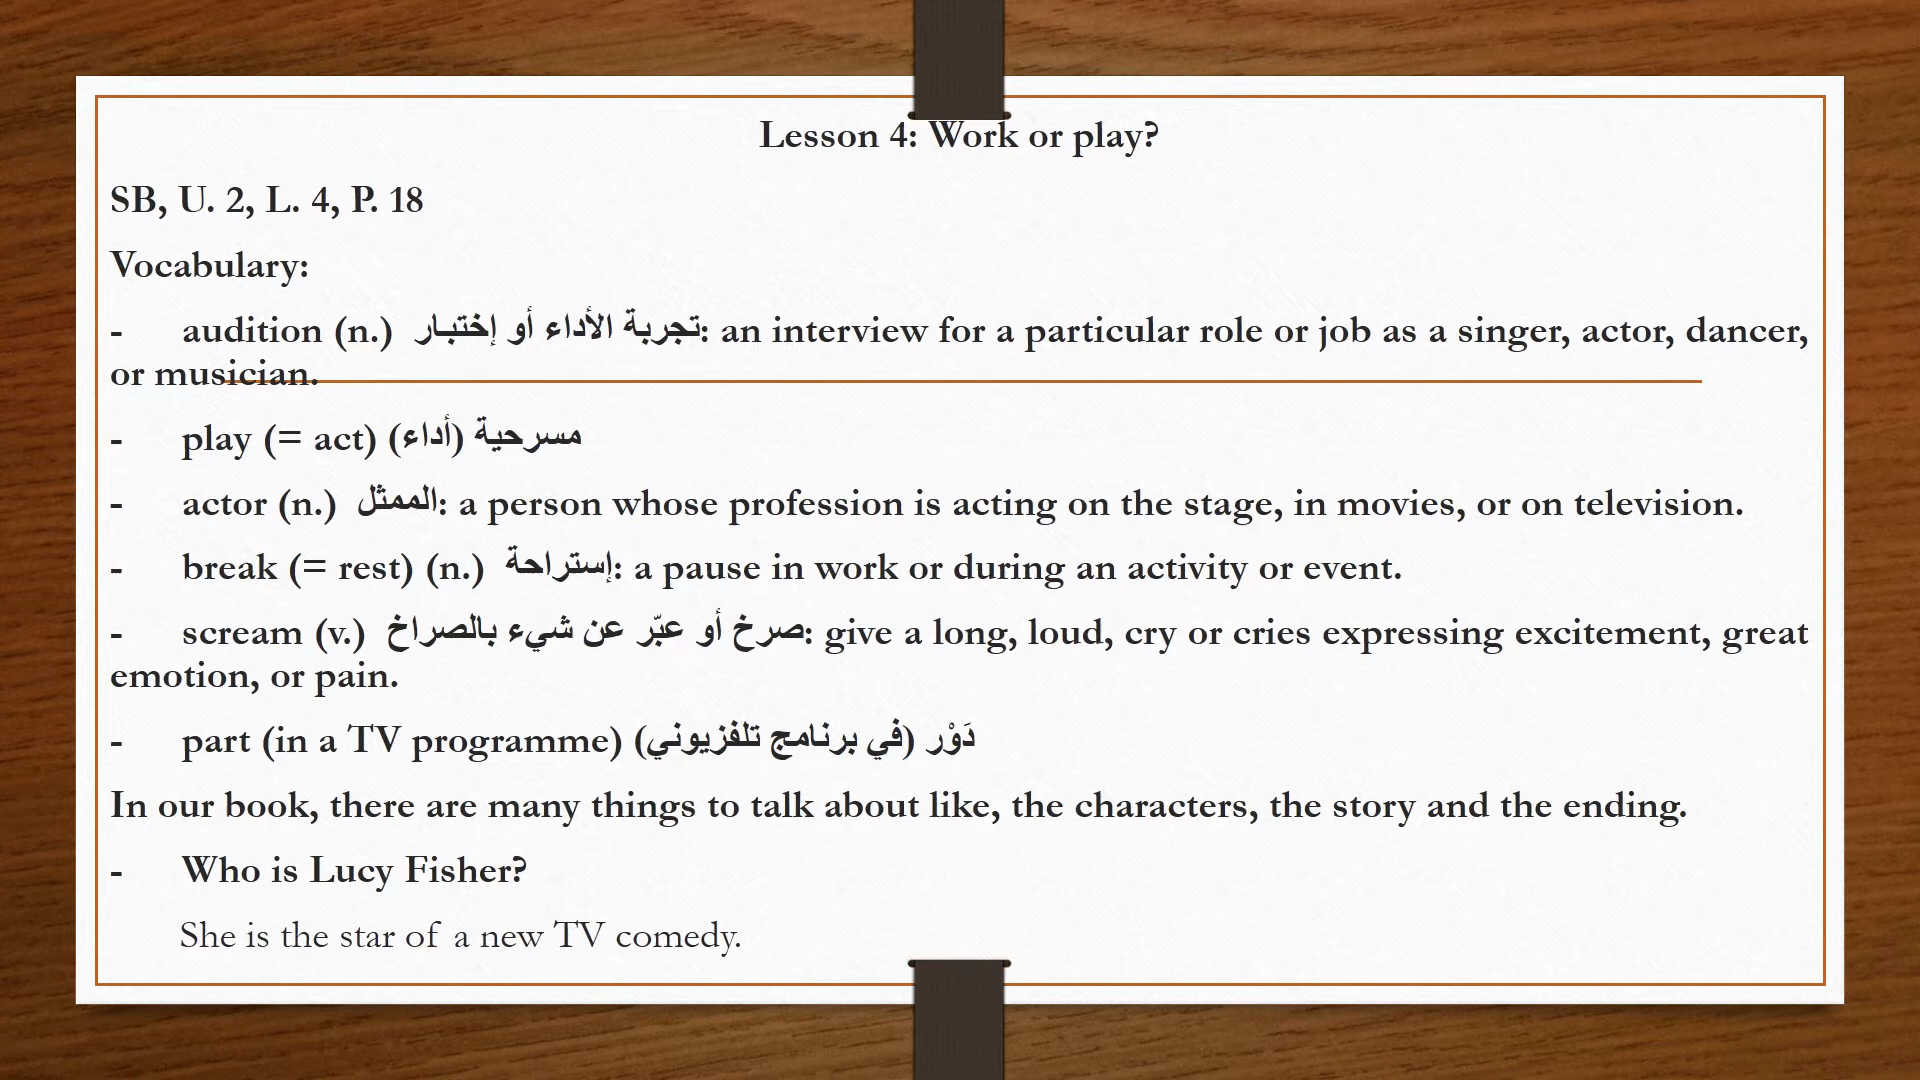 Lesson 4: Work or play?
SB, U. 2, L. 4, P. 18
Vocabulary:
- audition (n.) تجربة الأداء أو إختبار: an interview for a particular role or job as a singer, actor, dancer,
or musician.
- play (= act) مسرحية (أداء)
- actor (n.) الممثل: a person whose profession is acting on the stage, in movies, or on television.
- break (= rest) (n.) إستراحة: a pause in work or during an activity or event.
- scream (v.) صرخ أو عبّر عن شيء بالصراخ: give a long, loud, cry or cries expressing excitement, great
emotion, or pain.
- part (in a TV programme) دَوْر (في برنامج تلفزيوني)
In our book, there are many things to talk about like, the characters, the story and the ending.
- Who is Lucy Fisher?
She is the star of a new TV comedy.